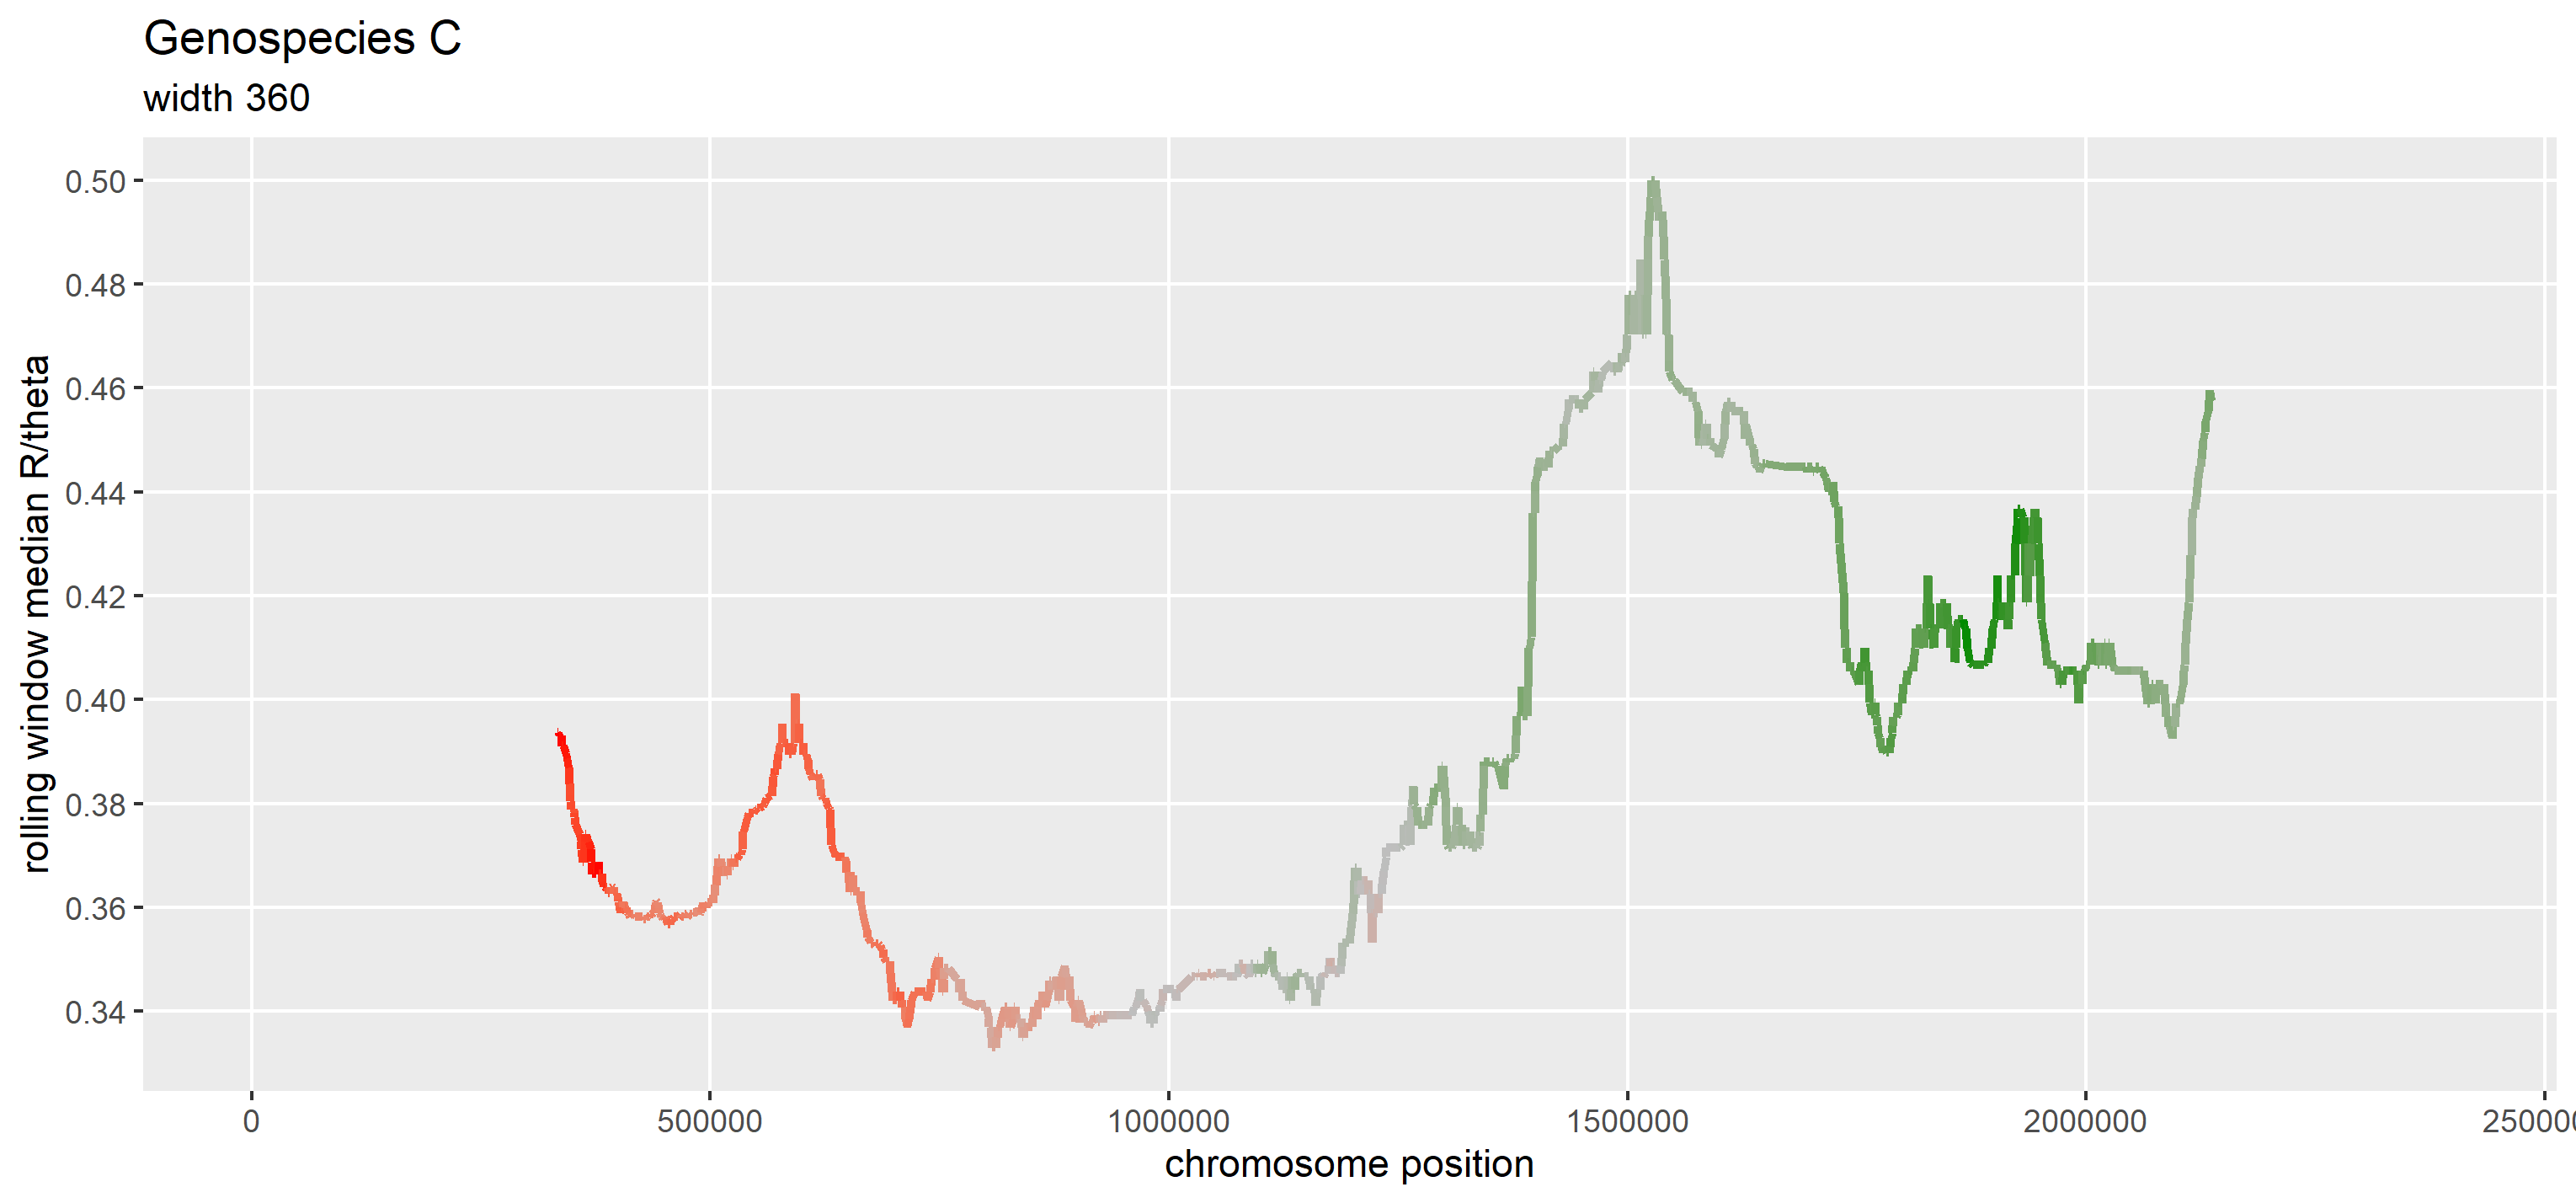 Genospecies C
width 360
rolling window median R/theta
0.50
0.48
0.46
0.44
0.42
0.40
0.38
0.36
0.34
0 500000 1000000 1500000 2000000
chromosome position